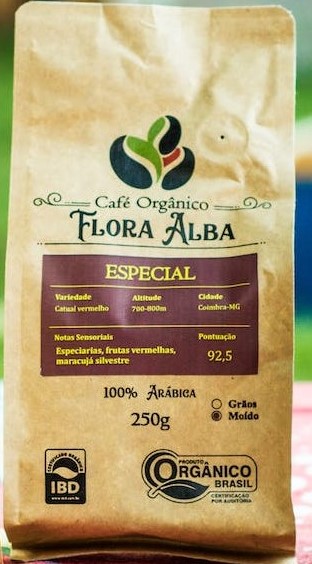 Café Orgânico
FLORA ALBA
ESPECIAL
Variedade Altitude Cidade
Catuaí vermelho 700-800m Coimbra-MG
Notas Sensoriais Pontuação
Especiarias, frutas vermelhas,
maracujá silvestre 92,5
100% ARÁBICA
250g
Grãos
Moído
IBD
PRODUTO
ORGÂNICO
BRASIL
CERTIFICAÇÃO
POR AUDITORIA